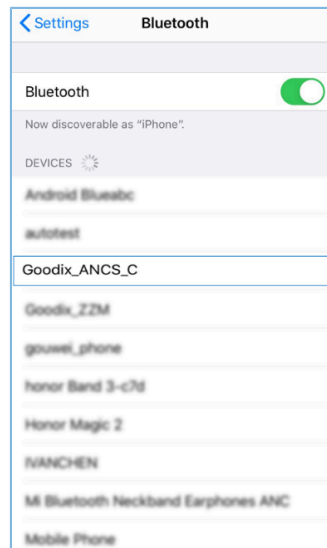 Settings
Bluetooth
Bluetooth
Now discoverable as “iPhone”.
DEVICES
Android Blueabc
autotest
Goodix_ANCS_C
Goodix_ZZM
gouwei_phone
honor Band 3-c7d
Honor Magic 2
IVANCHEN
Mi Bluetooth Neckband Earphones ANC
Mobile Phone